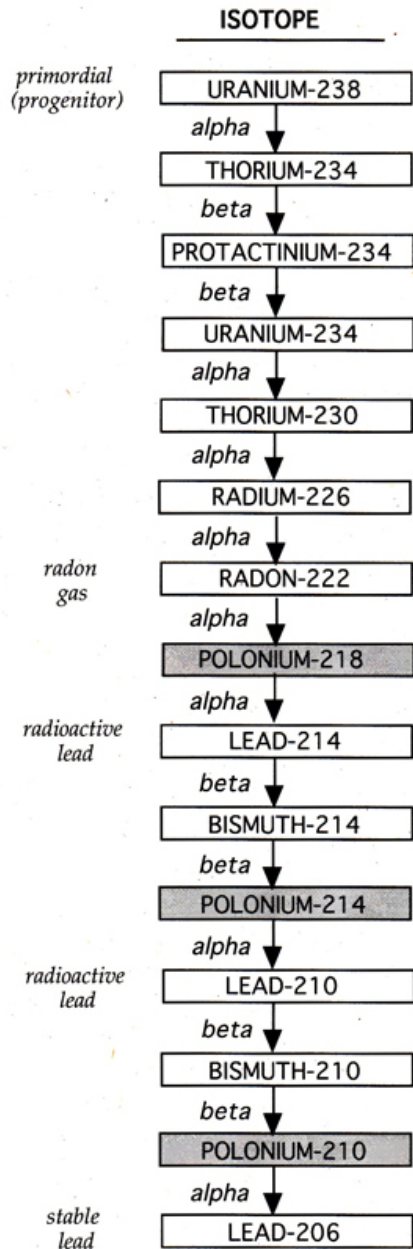 ISOTOPE
primordial
(progenitor)
URANIUM-238
alpha
THORIUM-234
beta
PROTACTINIUM-234
beta
URANIUM-234
alpha
THORIUM-230
alpha
RADIUM-226
alpha
radon
gas
RADON-222
alpha
POLONIUM-218
alpha
radioactive
lead
LEAD-214
beta
BISMUTH-214
beta
POLONIUM-214
alpha
radioactive
lead
LEAD-210
beta
BISMUTH-210
beta
POLONIUM-210
alpha
stable
lead
LEAD-206